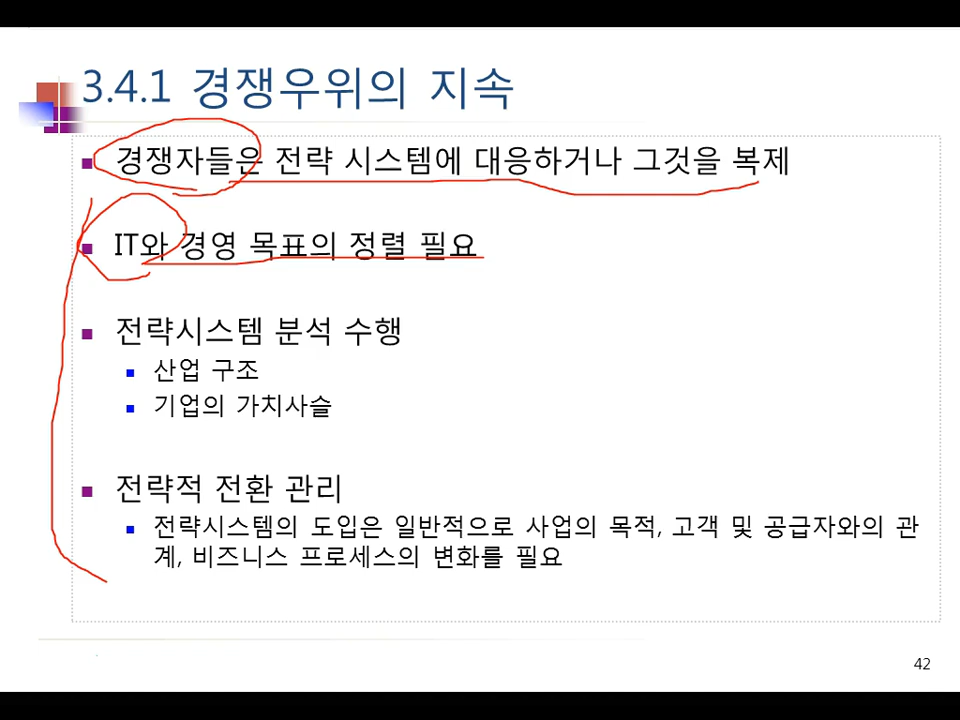 3.4.1 경쟁우위의 지속
경쟁자들은 전략 시스템에 대응하거나 그것을 복제
IT와 경영 목표의 정렬 필요
전략시스템 분석 수행
산업 구조
기업의 가치사슬
전략적 전환 관리
전략시스템의 도입은 일반적으로 사업의 목적, 고객 및 공급자와의 관
계, 비즈니스 프로세스의 변화를 필요
42